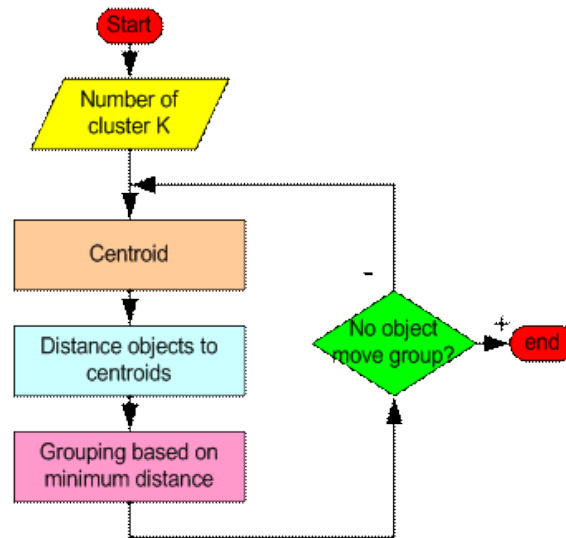 Start
Number of
cluster K
Centroid
Distance objects to
centroids
Grouping based on
minimum distance
-
No object
move group?
+
end